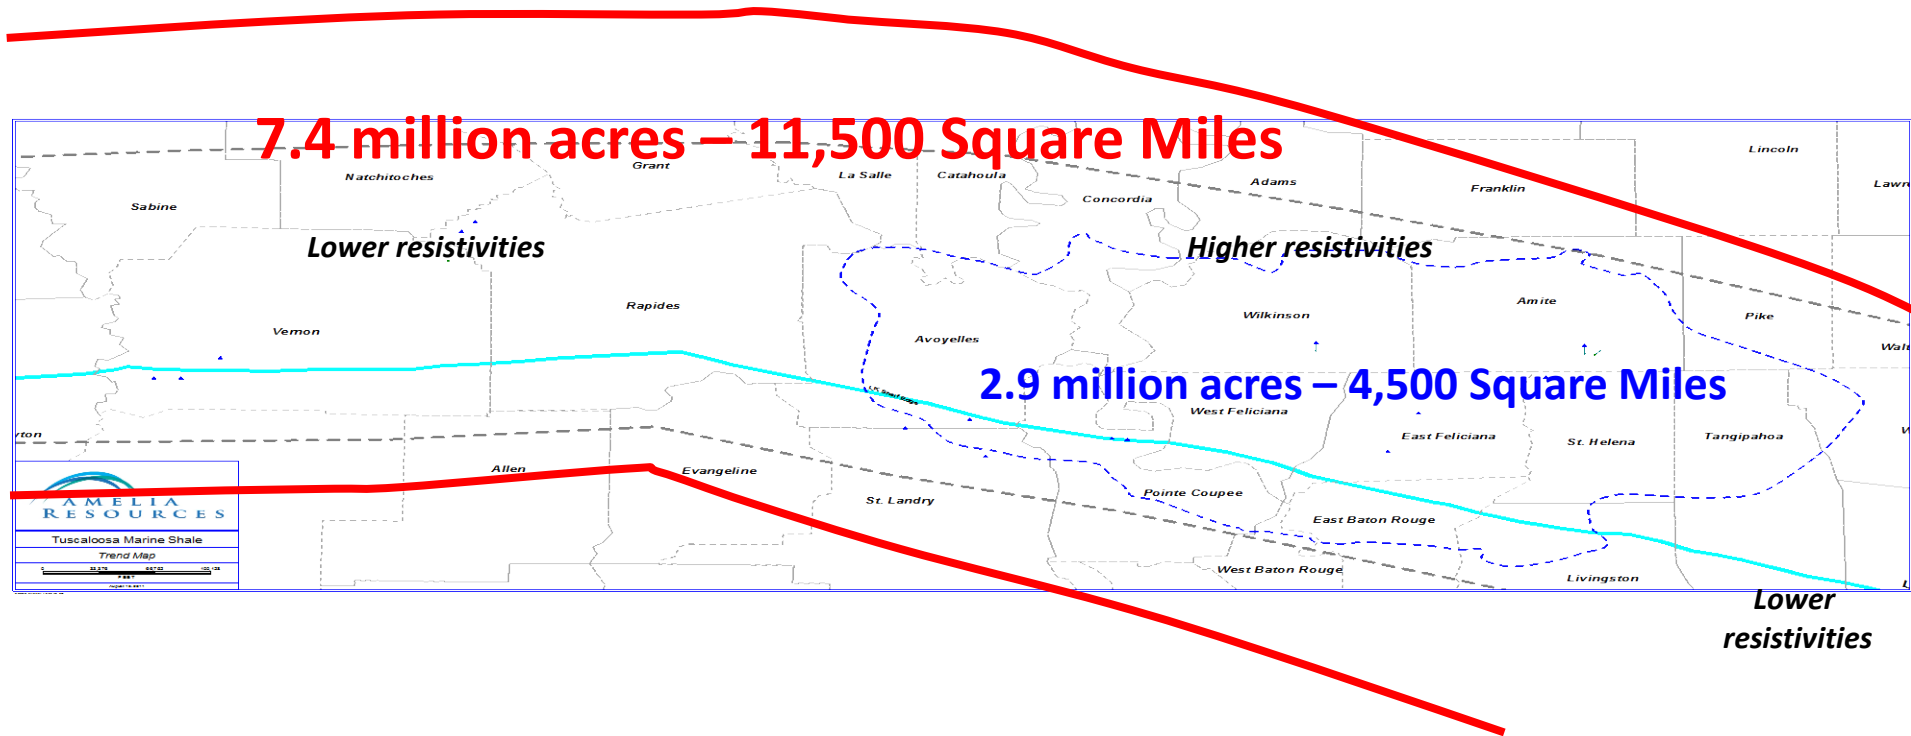 7.4 million acres – 11,500 Square Miles
Lincoln
Grant
Natchitoches
La Salle
Catahoula
Adams
Franklin
Lawr
Concordia
Sabine
Lower resistivities
Higher resistivities
Rapides
Amite
Wilkinson
Pike
Vernon
Avoyelles
Walt
2.9 million acres – 4,500 Square Miles
West Feliciana
East Feliciana
St. Helena
Tangipahoa
Allen
Evangeline
St. Landry
Pointe Coupee
East Baton Rouge
West Baton Rouge
Livingston
AMELIA
RESOURCES
Tuscaloosa Marine Shale
Trend Map
FEET
Lower
resistivities